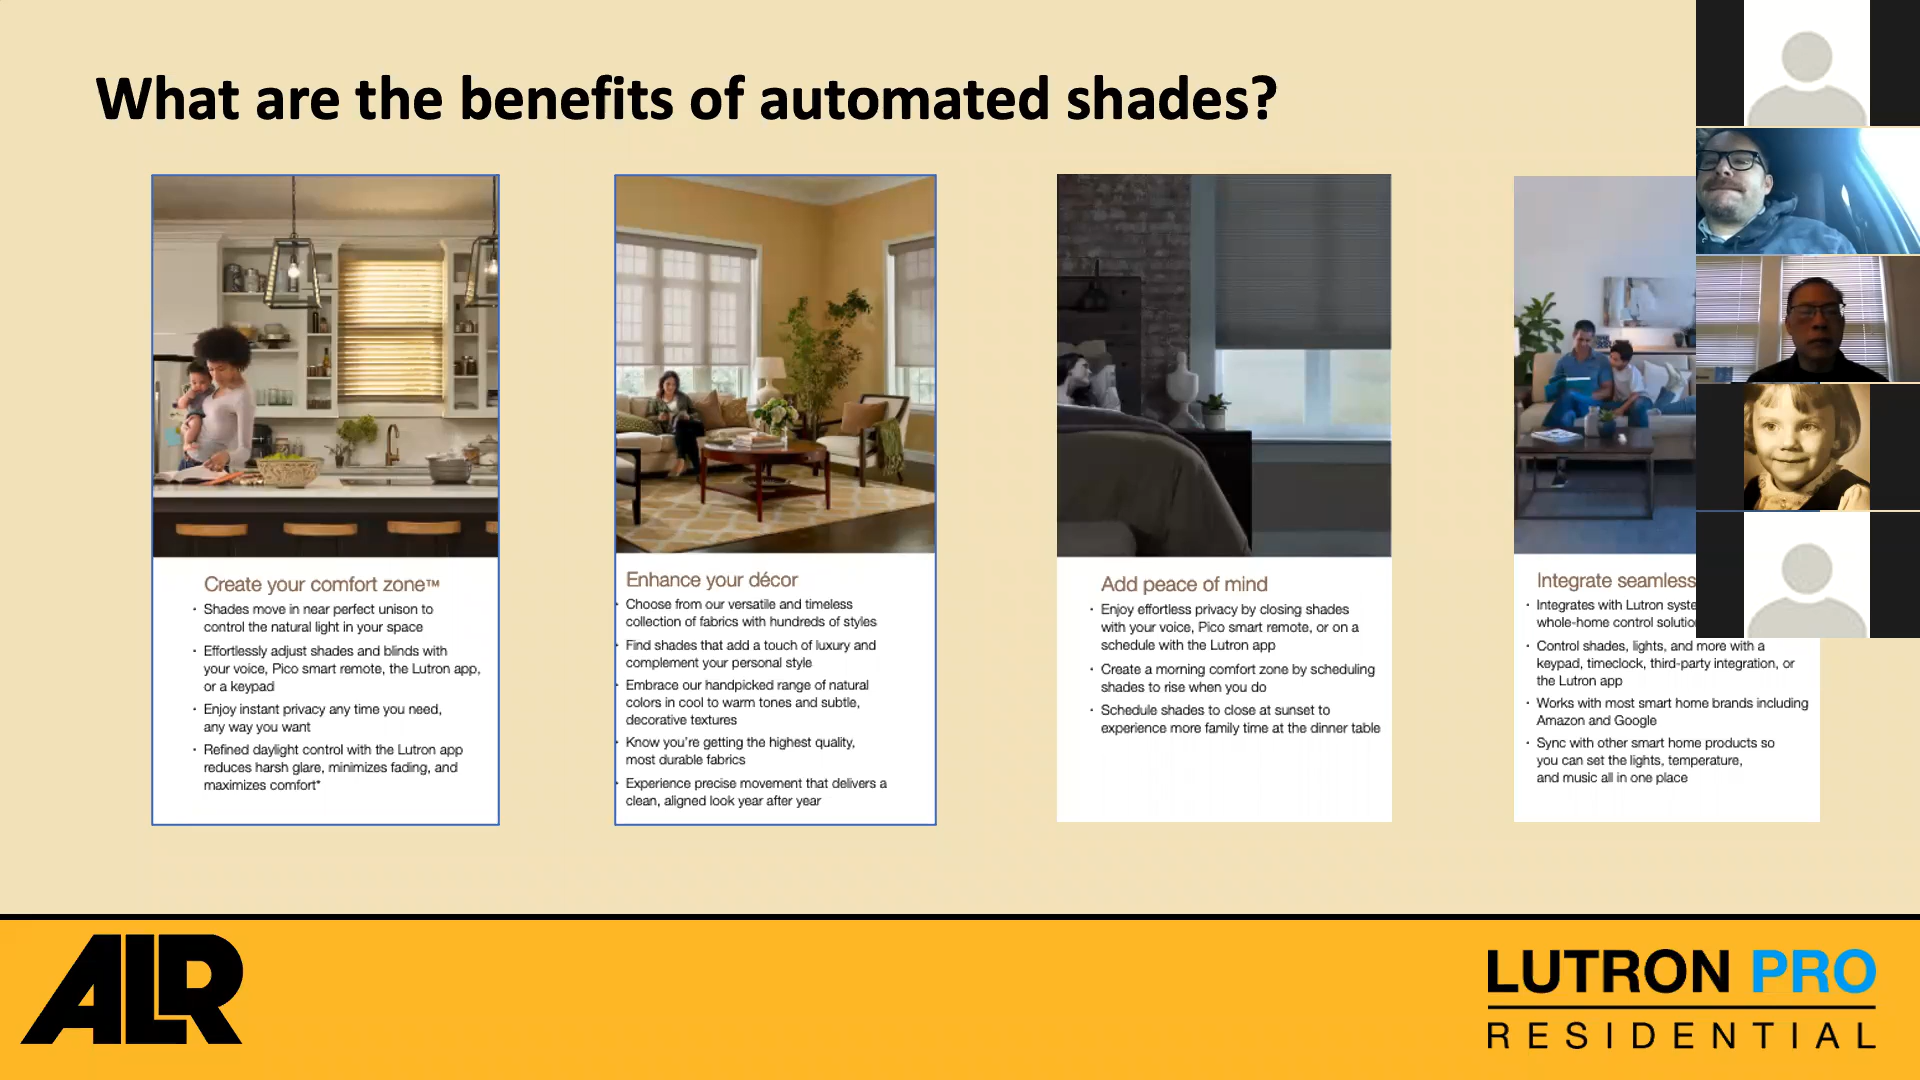 What are the benefits of automated shades?
Create your comfort zone™
· Shades move in near perfect unison to
control the natural light in your space
· Effortlessly adjust shades and blinds with
your voice, Pico smart remote, the Lutron app,
or a keypad
· Enjoy instant privacy any time you need,
any way you want
· Refined daylight control with the Lutron app
reduces harsh glare, minimizes fading, and
maximizes comfort*
Enhance your décor
· Choose from our versatile and timeless
collection of fabrics with hundreds of styles
· Find shades that add a touch of luxury and
complement your personal style
· Embrace our handpicked range of natural
colors in cool to warm tones and subtle,
decorative textures
· Know you're getting the highest quality,
most durable fabrics
· Experience precise movement that delivers a
clean, aligned look year after year
Add peace of mind
· Enjoy effortless privacy by closing shades
with your voice, Pico smart remote, or on a
schedule with the Lutron app
· Create a morning comfort zone by scheduling
shades to rise when you do
· Schedule shades to close at sunset to
experience more family time at the dinner table
Integrate
· Integrates with Lutron
whole-home control
· Control shades, lights, and more with a
keypad, timeclock, third-party integration, or
the Lutron app
· Works with most smart home brands including
Amazon and Google
· Sync with other smart home products so
you can set the lights, temperature,
and music all in one place
ALR
LUTRON PRO
RESIDENTIAL